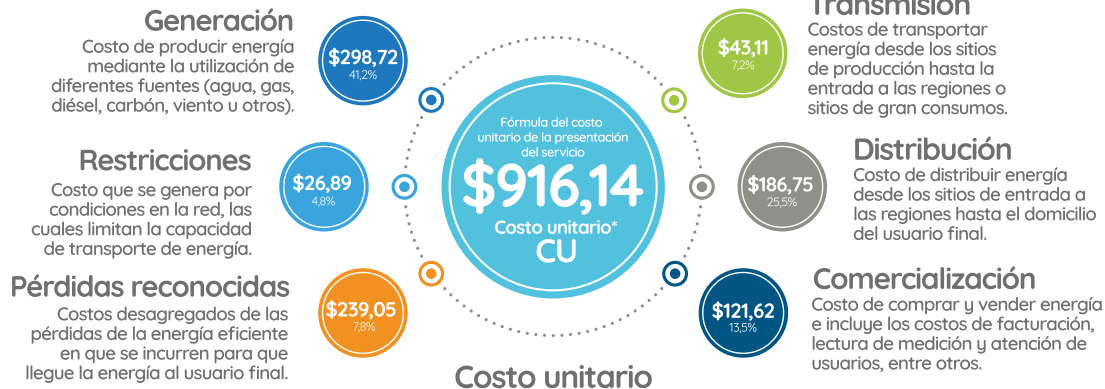 Generación
Costo de producir energía
mediante la utilización de
diferentes fuentes (agua, gas,
diésel, carbón, viento u otros).
$298,72
41,2%
Restricciones
Costo que se genera por
condiciones en la red, las
cuales limitan la capacidad
de transporte de energía.
$26,89
4,8%
Pérdidas reconocidas
Costos desagregados de las
pérdidas de la energía eficiente
en que se incurren para que
llegue la energía al usuario final.
$239,05
7,8%
Fórmula del costo
unitario de la presentación
del servicio
$916,14
Costo unitario*
CU
Costo unitario
Transmisión
Costos de transportar
energía desde los sitios
de producción hasta la
entrada a las regiones o
sitios de gran consumos.
$43,11
7,2%
Distribución
Costo de distribuir energía
desde los sitios de entrada a
las regiones hasta el domicilio
del usuario final.
$186,75
25,5%
Comercialización
Costo de comprar y vender energía
e incluye los costos de facturación,
lectura de medición y atención de
usuarios, entre otros.
$121,62
13,5%